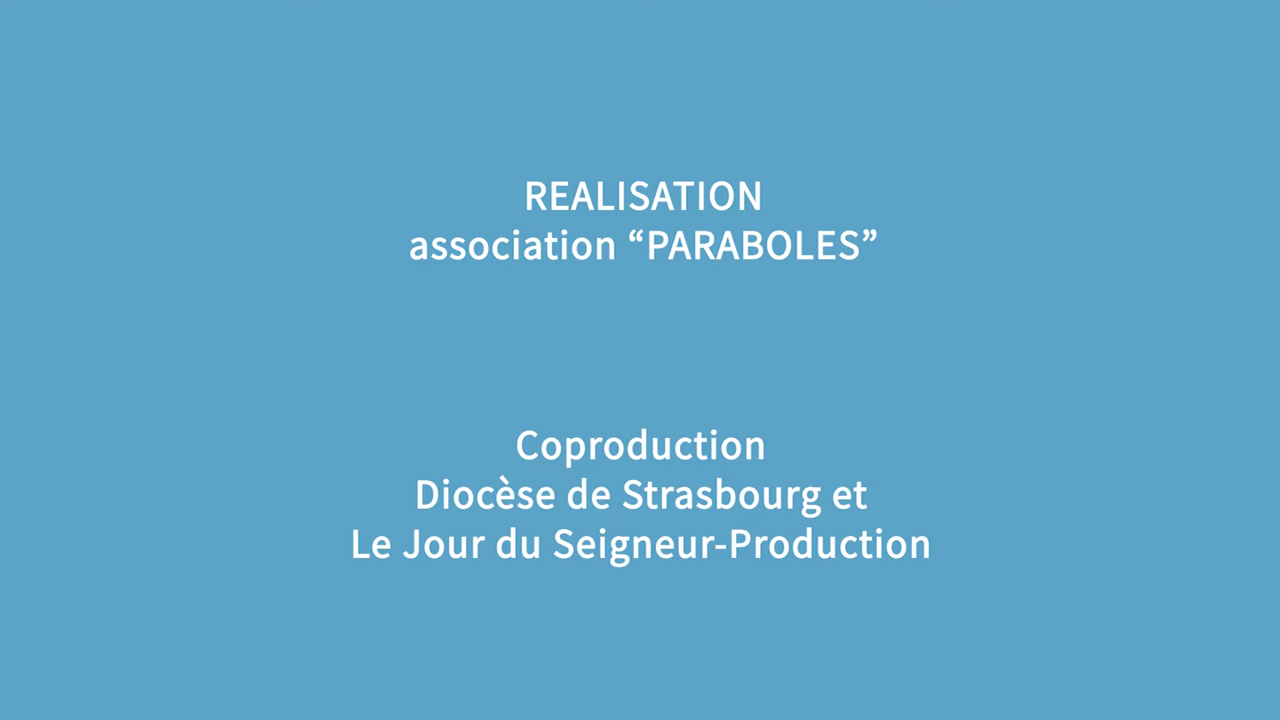 REALISATION
association “PARABOLES”
Coproduction
Diocèse de Strasbourg et
Le Jour du Seigneur-Production